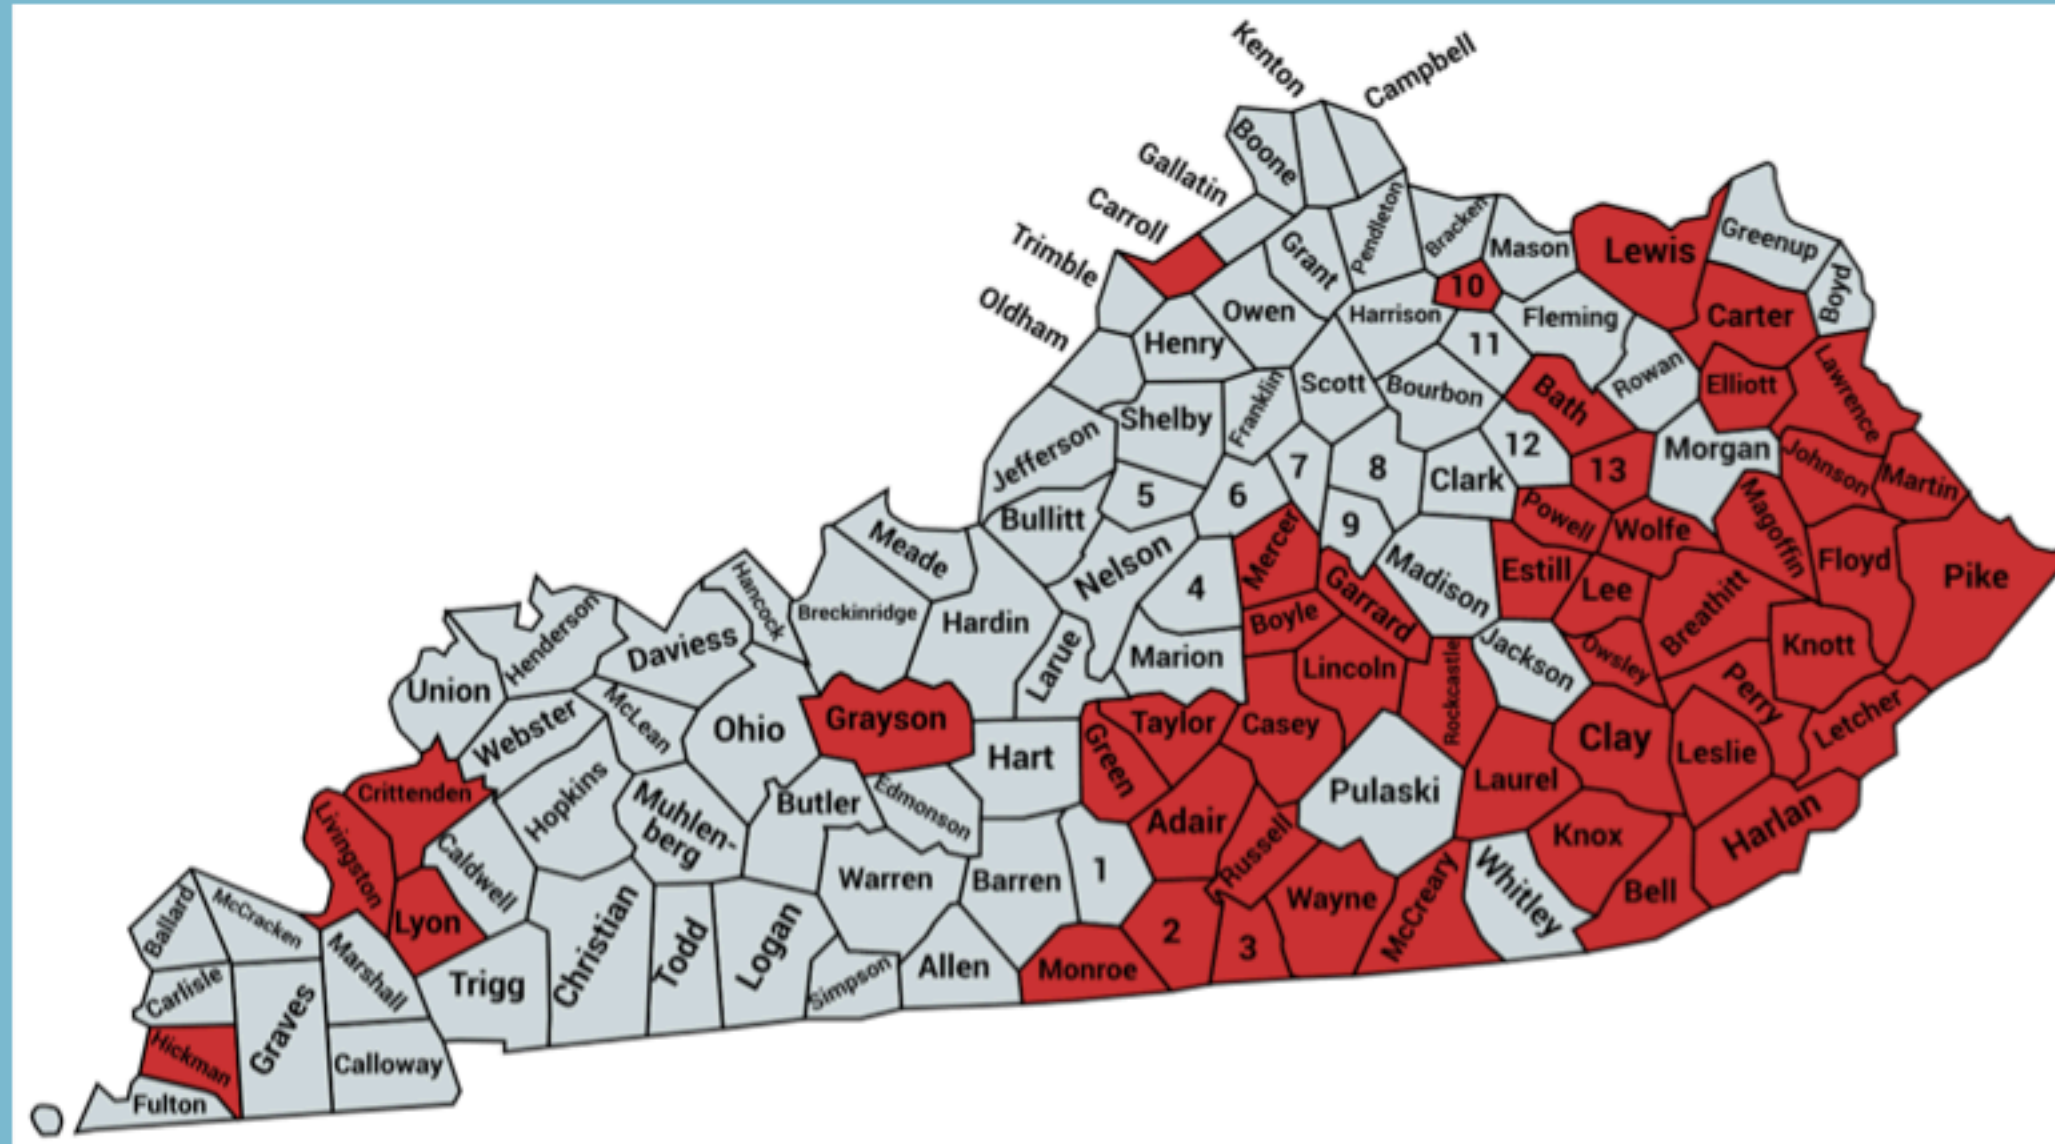 Kenton
Campbell
Boone
Gallatin
Carroll
Trimble
Oldham
Grant
Pendleton
Bracken
Mason
Lewis
Greenup
Boyd
10
Owen
Harrison
Fleming
Carter
Henry
11
Scott
Bourbon
Rowan
Elliott
Lawrence
Bath
Franklin
Shelby
Jefferson
12
Morgan
Johnson
Martin
7
8
Clark
13
5
6
Bullitt
9
Powell
Wolfe
Magoffin
Floyd
Pike
Meade
Nelson
4
Mercer
Madison
Estill
Lee
Garrard
Boyle
Breathitt
Hancock
Breckinridge
Hardin
Larue
Marion
Lincoln
Rockcastle
Jackson
Owsley
Knott
Perry
Letcher
Henderson
Daviess
Union
Webster
McLean
Ohio
Grayson
Hart
Green
Taylor
Casey
Clay
Leslie
Laurel
Pulaski
Crittenden
Livingston
Hopkins
Muhlen-
berg
Butler
Edmonson
Adair
Russell
Knox
Harlan
Caldwell
Warren
Barren
1
Wayne
McCreary
Whitley
Bell
Lyon
Ballard
McCracken
Marshall
Christian
Todd
Logan
2
3
Carlisle
Trigg
Simpson
Allen
Monroe
Hickman
Graves
Calloway
Fulton